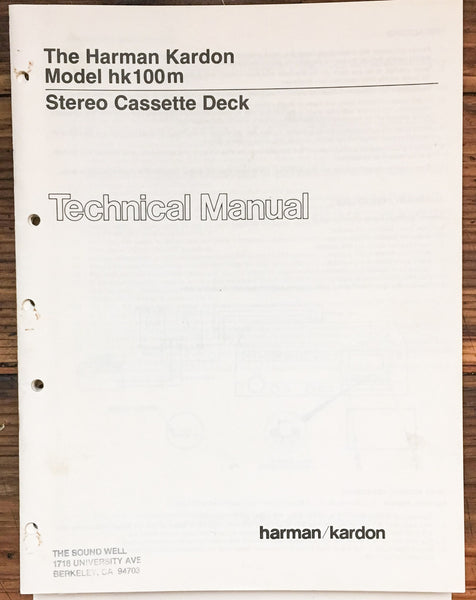 The Harman Kardon
Model hk100m
Stereo Cassette Deck
Technical Manual
harman/kardon
THE SOUND WELL
1718 UNIVERSITY AVE
BERKELEY, CA 94703